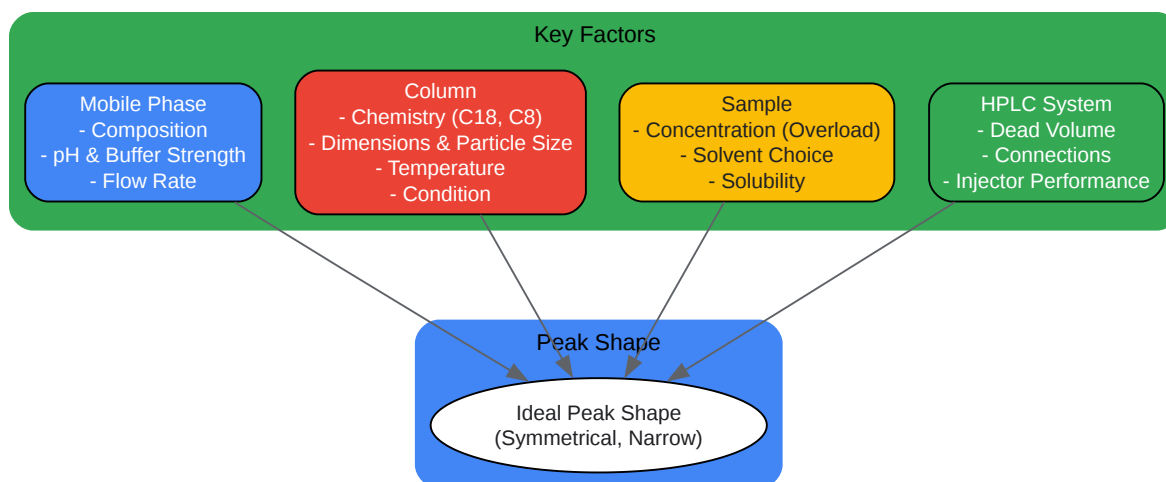 Key Factors
Mobile Phase
- Composition
- pH & Buffer Strength
- Flow Rate
Column
- Chemistry (C18, C8)
- Dimensions & Particle Size
- Temperature
- Condition
Sample
- Concentration (Overload)
- Solvent Choice
- Solubility
HPLC System
- Dead Volume
- Connections
- Injector Performance
Peak Shape
Ideal Peak Shape
(Symmetrical, Narrow)